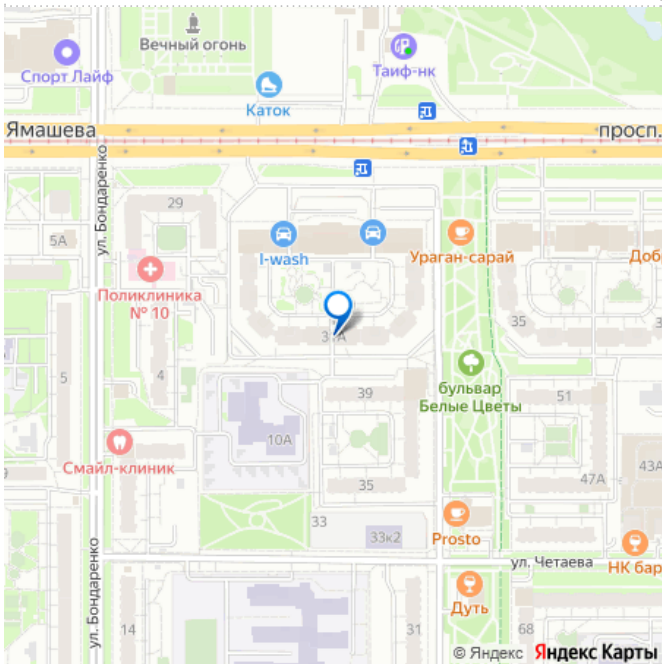 Вечный огонь
Спорт Лайф
Таиф-нк
Каток
Ямашева
просп.
ул. Бондаренко
29
5А
I-wash
Ураган-сарай
Доб
Поликлиника
№ 10
35
5
4
39
бульвар
Белые Цветы
51
10А
Смайл-клиник
43А
47А
9
35
33
33к2
Prosto
ул. Четаева
НК бар
ул. Бондаренко
Дуть
14
31
68
© Яндекс Яндекс Карты